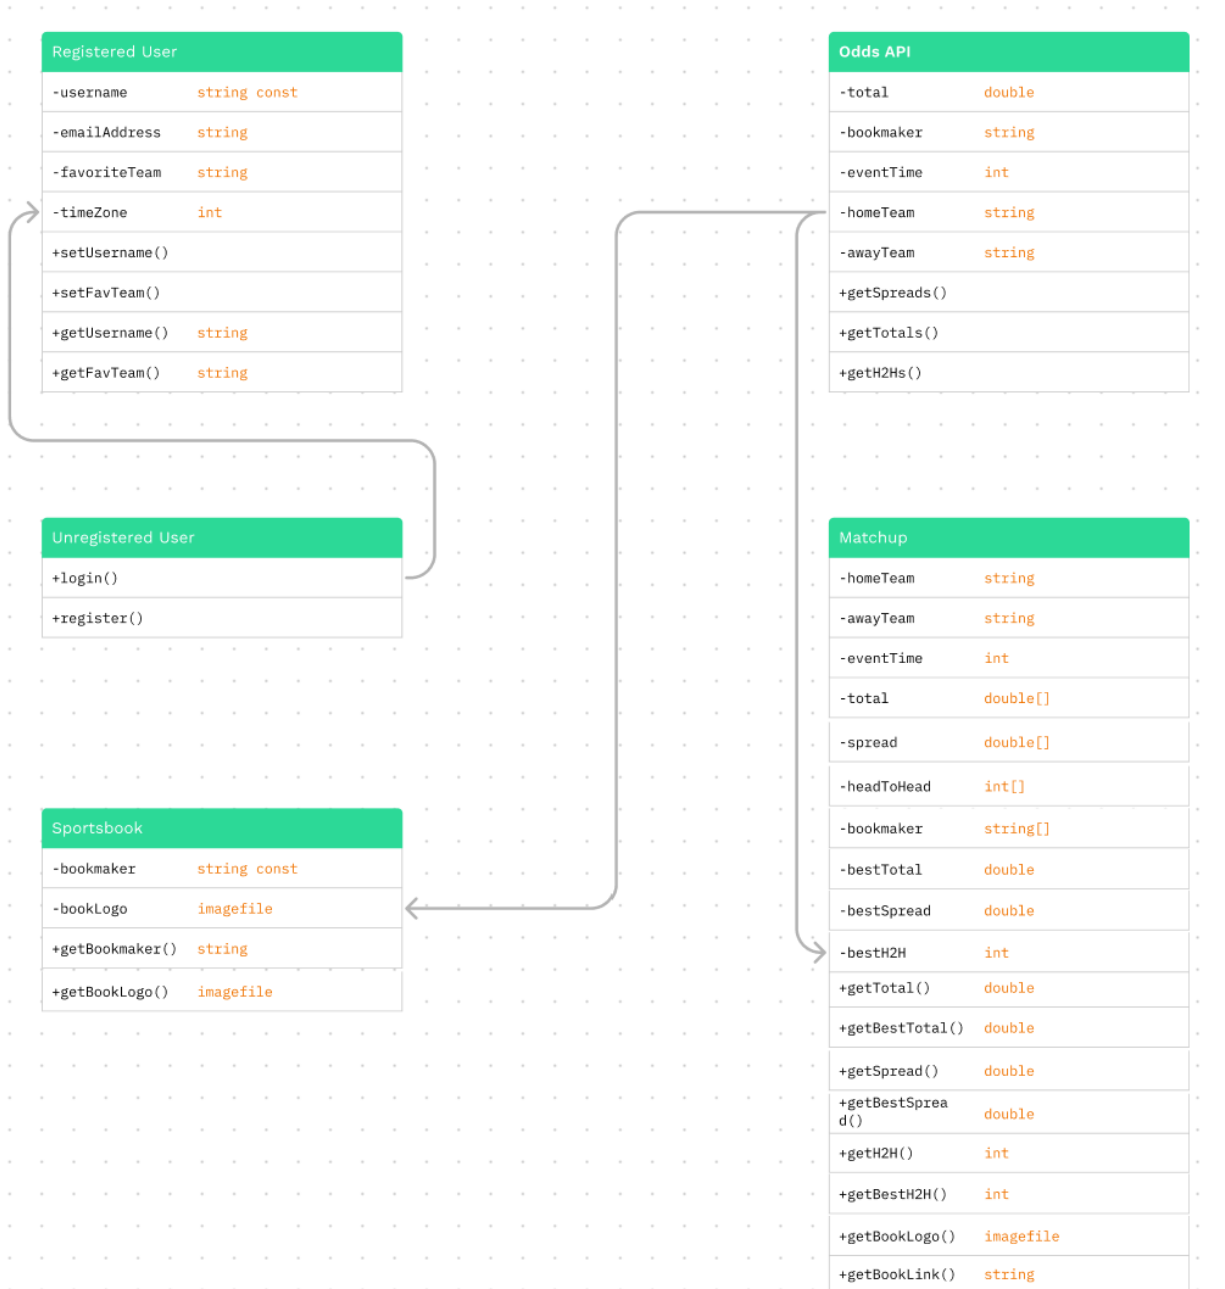 Registered User
-username string const
-emailAddress string
-favoriteTeam string
-timeZone int
+setUsername()
+setFavTeam()
+getUsername() string
+getFavTeam() string
Unregistered User
+login()
+register()
Sportsbook
-bookmaker string const
-bookLogo imagefile
+getBookmaker() string
+getBookLogo() imagefile
Odds API
-total double
-bookmaker string
-eventTime int
-homeTeam string
-awayTeam string
+getSpreads()
+getTotals()
+getH2Hs()
Matchup
-homeTeam string
-awayTeam string
-eventTime int
-total double[]
-spread double[]
-headToHead int[]
-bookmaker string[]
-bestTotal double
-bestSpread double
-bestH2H int
+getTotal() double
+getBestTotal() double
+getSpread() double
+getBestSprea
d() double
+getH2H() int
+getBestH2H() int
+getBookLogo() imagefile
+getBookLink() string